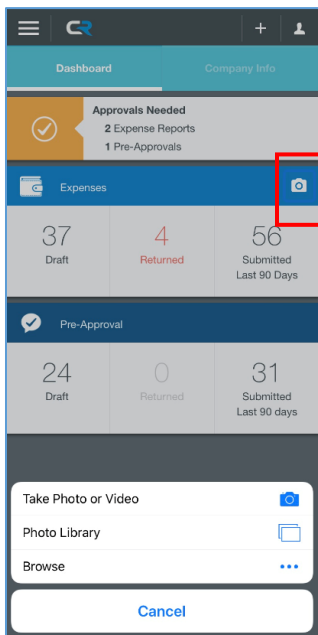 CR
Dashboard
Company Info
Approvals Needed
2 Expense Reports
1 Pre-Approvals
Expenses
37
4
56
Draft
Returned
Submitted
Last 90 Days
Pre-Approval
24
0
31
Draft
Returned
Submitted
Last 90 days
Take Photo or Video
Photo Library
Browse
Cancel